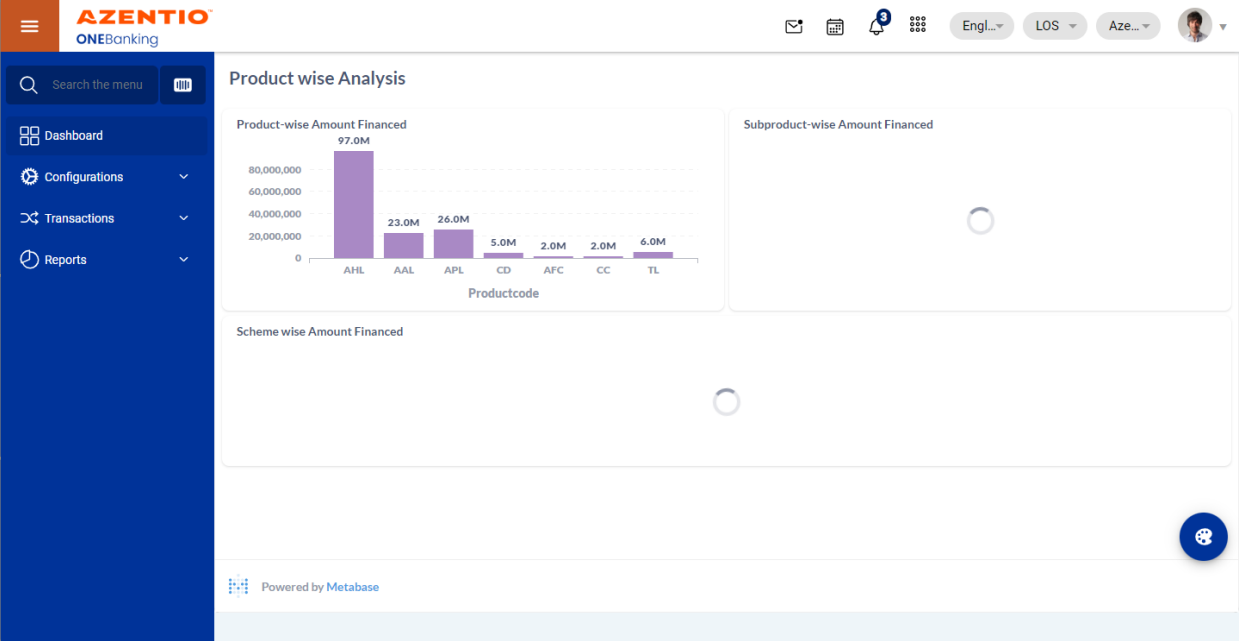 AZENTIO™
ONEBanking
3
Engl...
LOS
Aze...
Search the menu
Dashboard
Configurations
Transactions
Reports
Product wise Analysis
Product-wise Amount Financed
97.0M
80,000,000
60,000,000
40,000,000
20,000,000
0
23.0M
26.0M
5.0M
2.0M
2.0M
6.0M
AHL AAL APL CD AFC CC TL
Productcode
Subproduct-wise Amount Financed
Scheme wise Amount Financed
Powered by Metabase